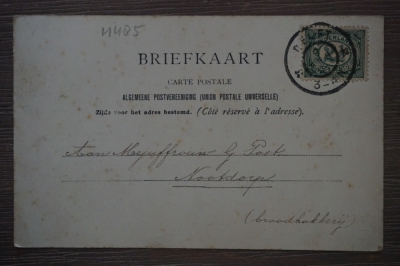 11485
BRIEFKAART
CARTE POSTALE
ALGEMEENE POSTVEREENIGING (UNION POSTALE UNIVERSELLE)
Zijde voor het adres bestemd. (Côté réservé à l'adresse).
Aan Mejuffrouw G Post
Nootdorp
(broodbakkerij)